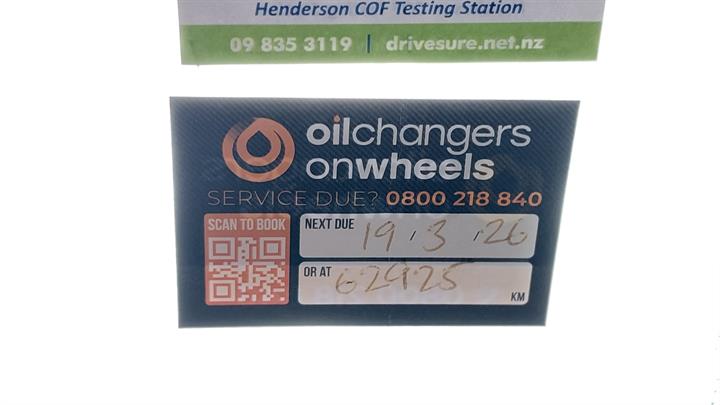 Henderson COF Testing Station
09 835 3119 | drivesure.net.nz
oilchangers
onwheels
SERVICE DUE? 0800 218 840
SCAN TO BOOK
NEXT DUE 19 / 3 / 26
OR AT 62925 KM